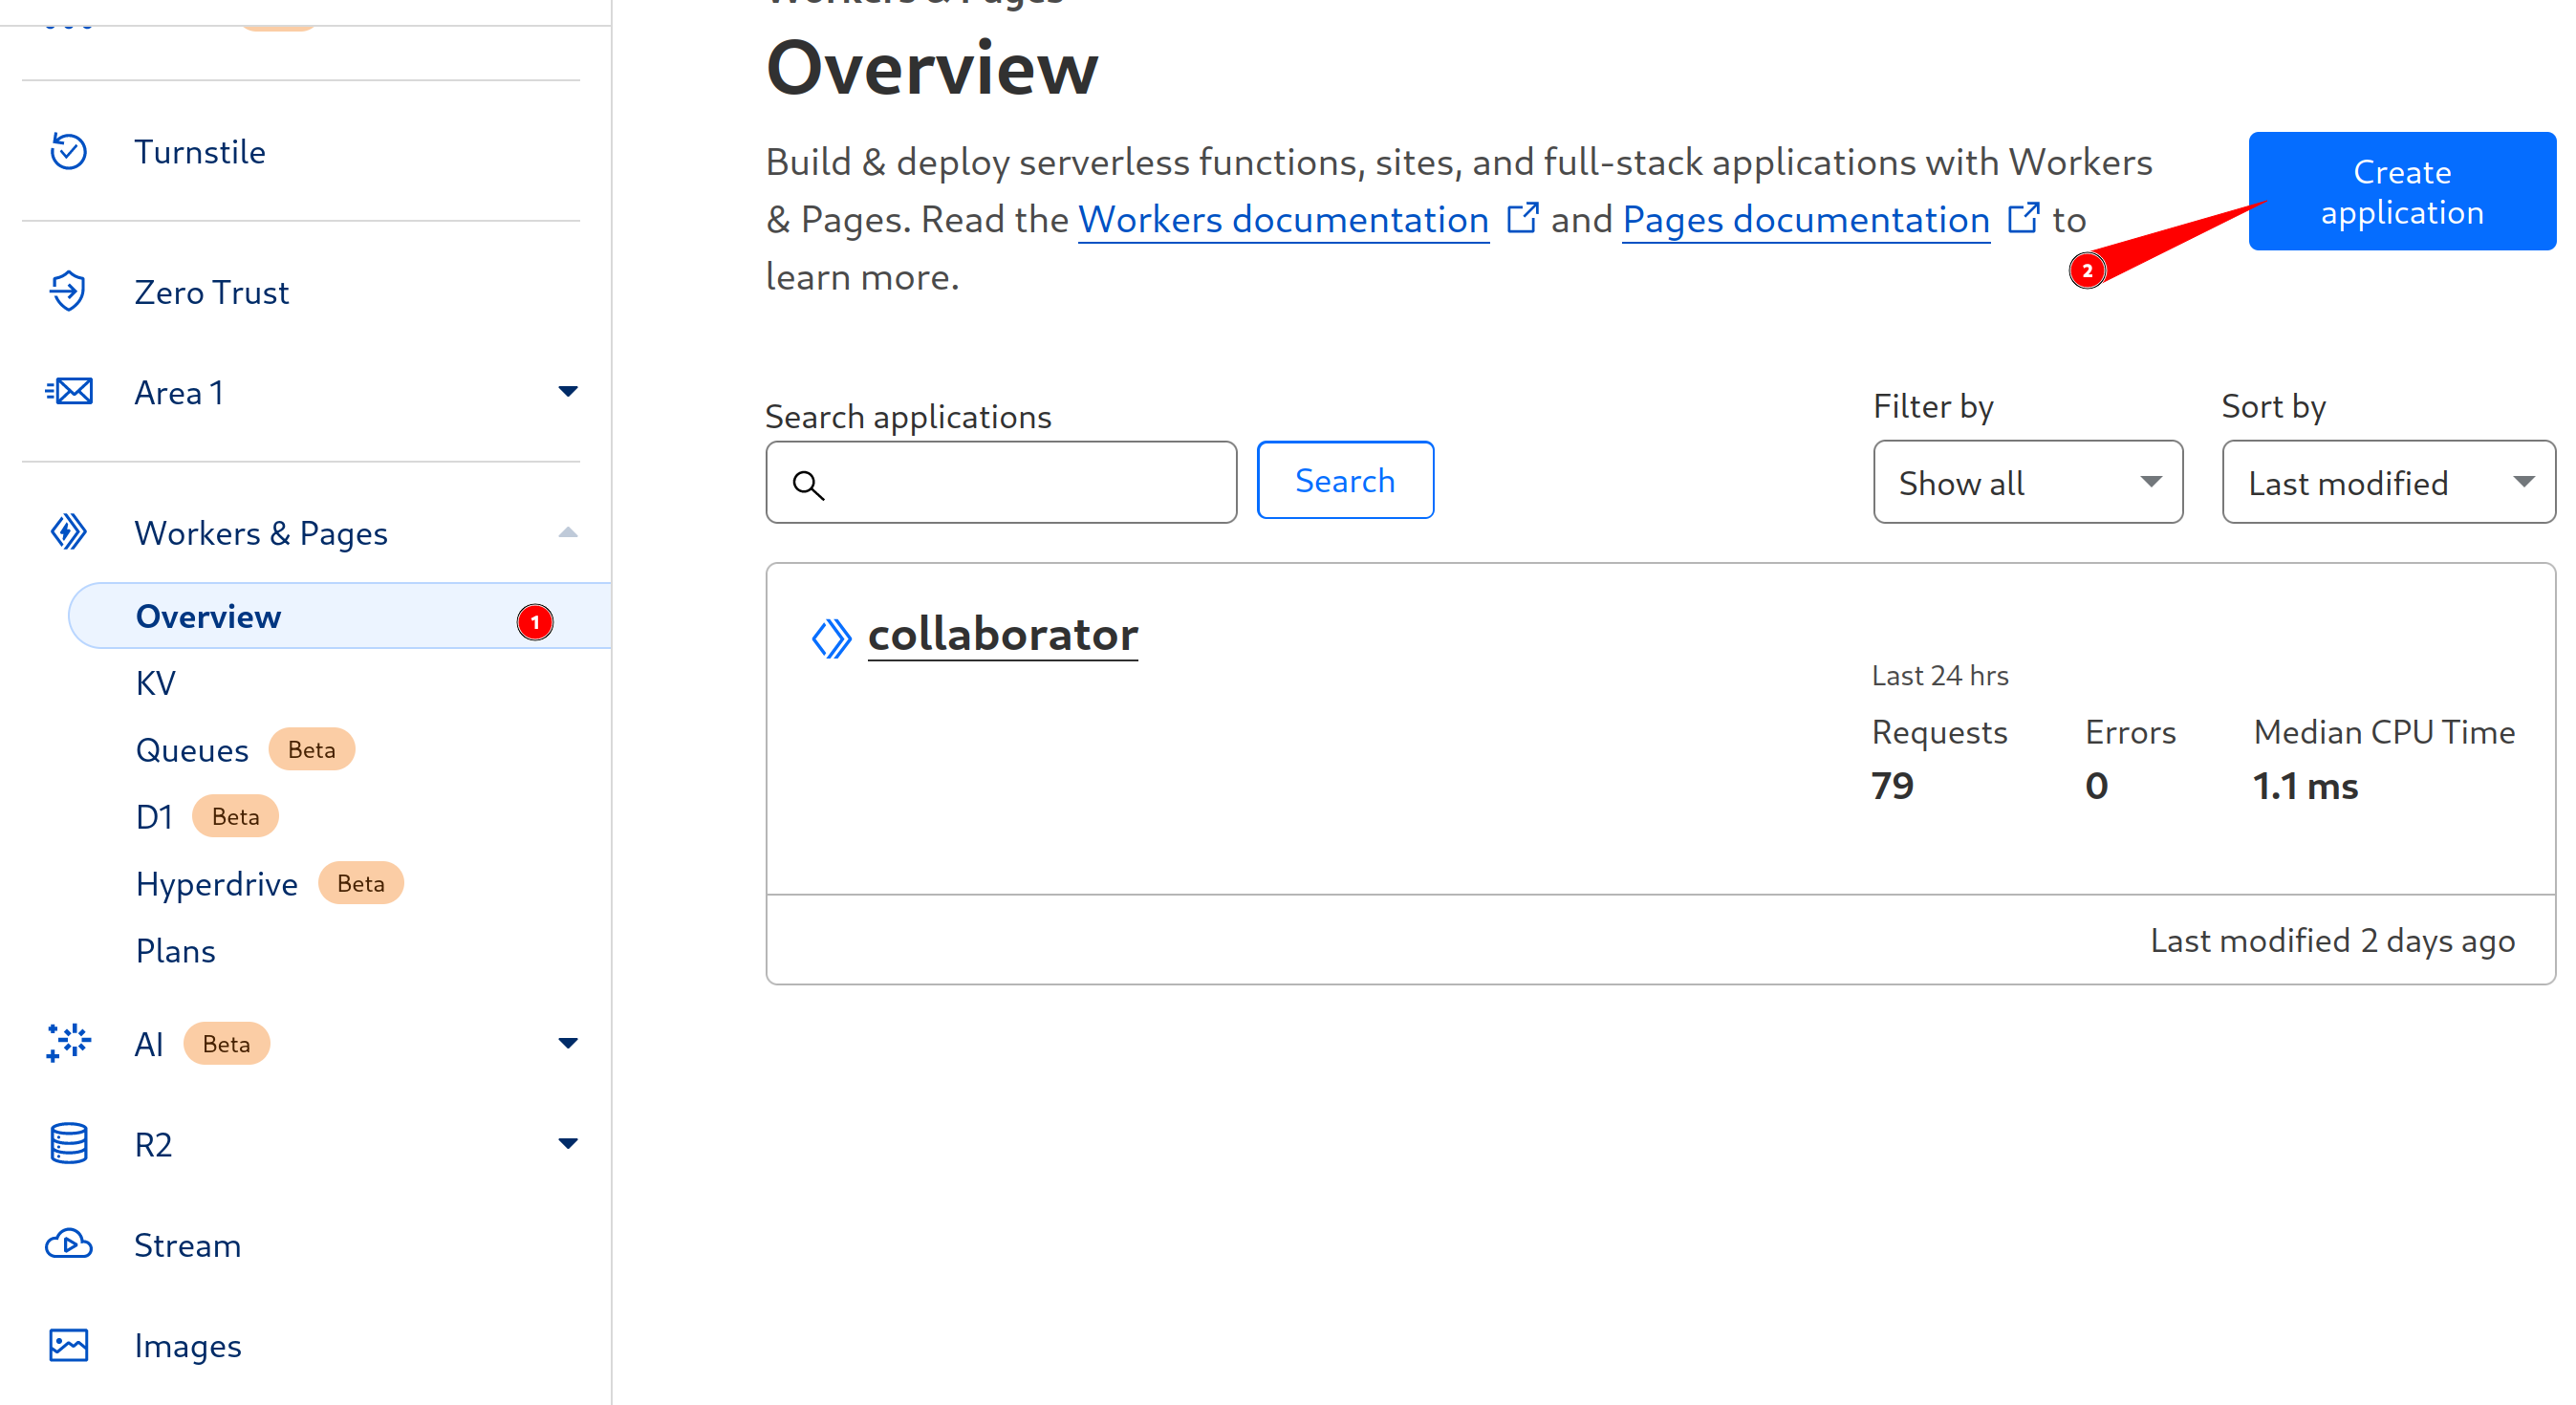 Workers & Pages
Overview
Build & deploy serverless functions, sites, and full-stack applications with Workers
& Pages. Read the Workers documentation and Pages documentation to
learn more.
Create
application
2
Turnstile
Zero Trust
Area 1
Workers & Pages
Overview
1
KV
Queues Beta
D1 Beta
Hyperdrive Beta
Plans
AI Beta
R2
Stream
Images
Search applications
Search
Filter by
Show all
Sort by
Last modified
collaborator
Last 24 hrs
Requests Errors Median CPU Time
79 0 1.1 ms
Last modified 2 days ago